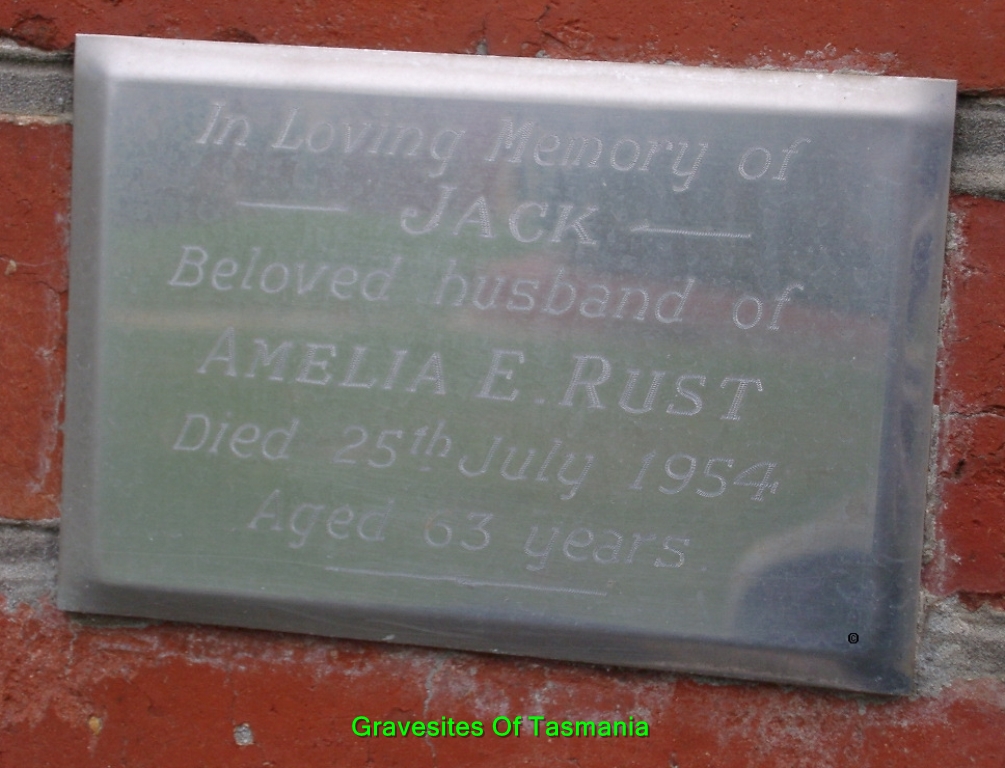 In Loving Memory of
— JACK —
Beloved husband of
AMELIA E. RUST
Died 25th July 1954
Aged 63 years
©
Gravesites Of Tasmania